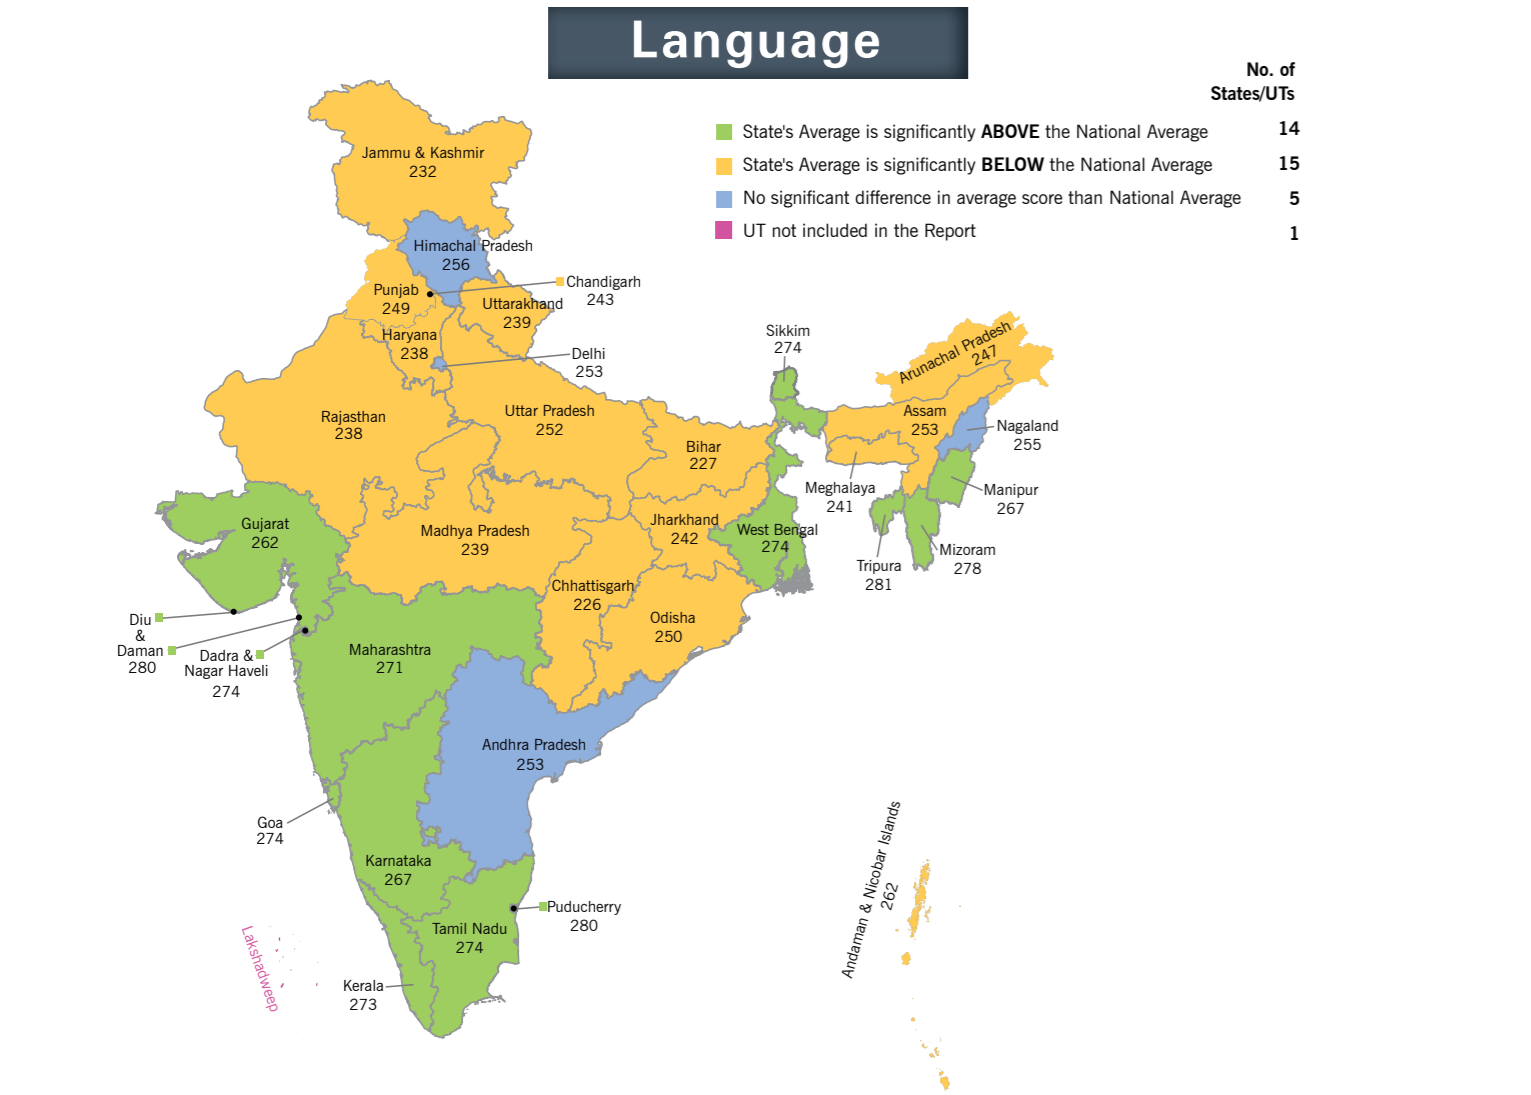 Language
No. of
States/UTs
State's Average is significantly ABOVE the National Average 14
State's Average is significantly BELOW the National Average 15
No significant difference in average score than National Average 5
UT not included in the Report 1
Jammu & Kashmir
232
Himachal Pradesh
256
Punjab
249
Chandigarh
243
Uttarakhand
239
Haryana
238
Delhi
253
Sikkim
274
Arunachal Pradesh
247
Rajasthan
238
Uttar Pradesh
252
Bihar
227
Assam
253
Nagaland
255
Meghalaya
241
Manipur
267
Gujarat
262
Madhya Pradesh
239
Jharkhand
242
West Bengal
274
Tripura
281
Mizoram
278
Chhattisgarh
226
Odisha
250
Diu
&
Daman
280
Dadra &
Nagar Haveli
274
Maharashtra
271
Andhra Pradesh
253
Goa
274
Karnataka
267
Puducherry
280
Tamil Nadu
274
Kerala
273
Lakshadweep
Andaman & Nicobar Islands
262